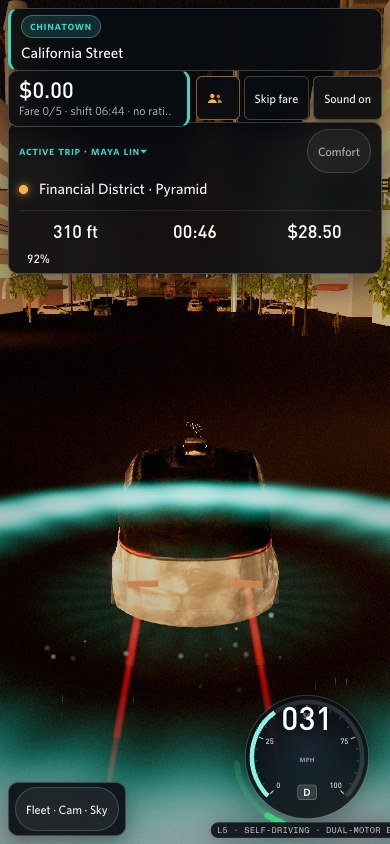 CHINATOWN
California Street
$0.00
Fare 0/5 · shift 06:44 · no rati..
Skip fare
Sound on
ACTIVE TRIP · MAYA LIN
Comfort
Financial District · Pyramid
310 ft 00:46 $28.50
92%
031
25 75
MPH
0 100
D
Fleet · Cam · Sky
L5 · SELF-DRIVING · DUAL-MOTOR E